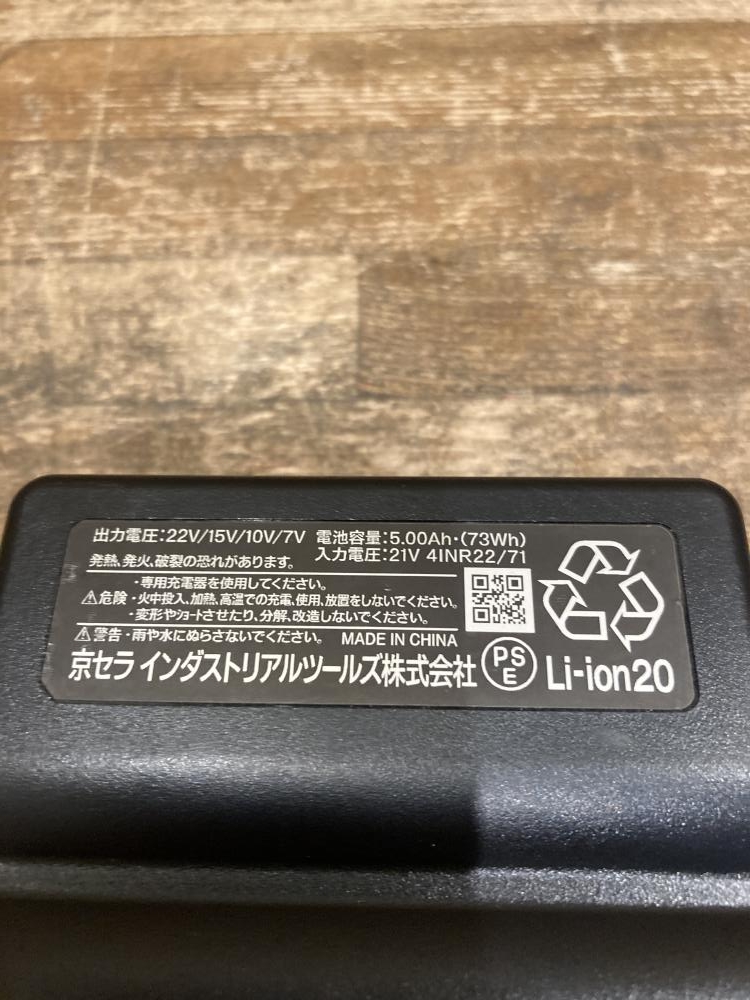 出力電圧:22V/15V/10V/7V 電池容量:5.00Ah・(73Wh)
入力電圧:21V 4INR22/71
発熱、発火、破裂の恐れがあります。
・専用充電器を使用してください。
⚠危険・火中投入、加熱、高温での充電、使用、放置をしないでください。
・変形やショートさせたり、分解、改造しないでください。
⚠警告・雨や水にぬらさないでください。 MADE IN CHINA
京セラ インダストリアルツールズ株式会社 PSE Li-ion20